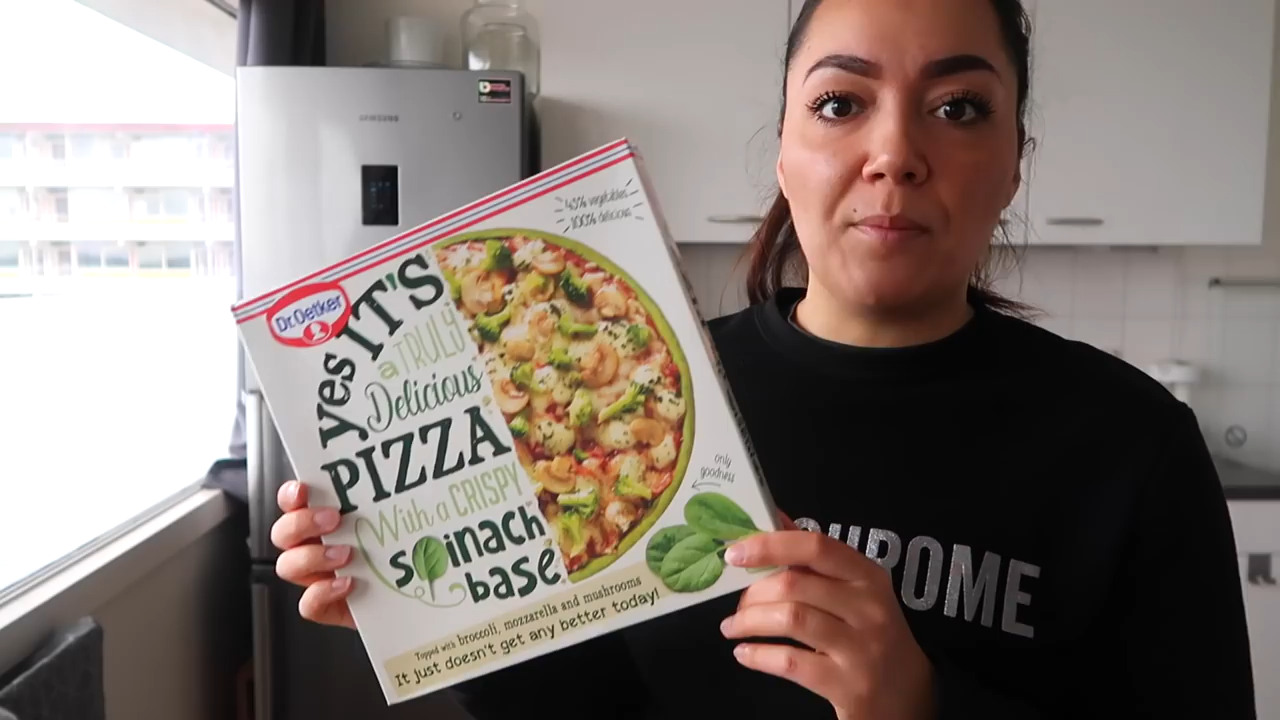 SAMSUNG
45% vegetables
100% delicious
Dr.Oetker
yes IT'S
a TRULY
Delicious
PIZZA
With a CRISPY
spinach
base
only
goodness
Topped with broccoli, mozzarella and mushrooms
It just doesn't get any better today!
OURDOME